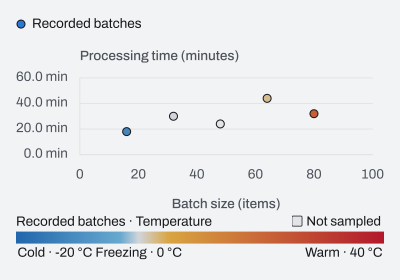 Recorded batches
Processing time (minutes)
60.0 min
40.0 min
20.0 min
0.0 min
0 20 40 60 80 100
Batch size (items)
Recorded batches · Temperature Not sampled
Cold · -20 °C Freezing · 0 °C Warm · 40 °C